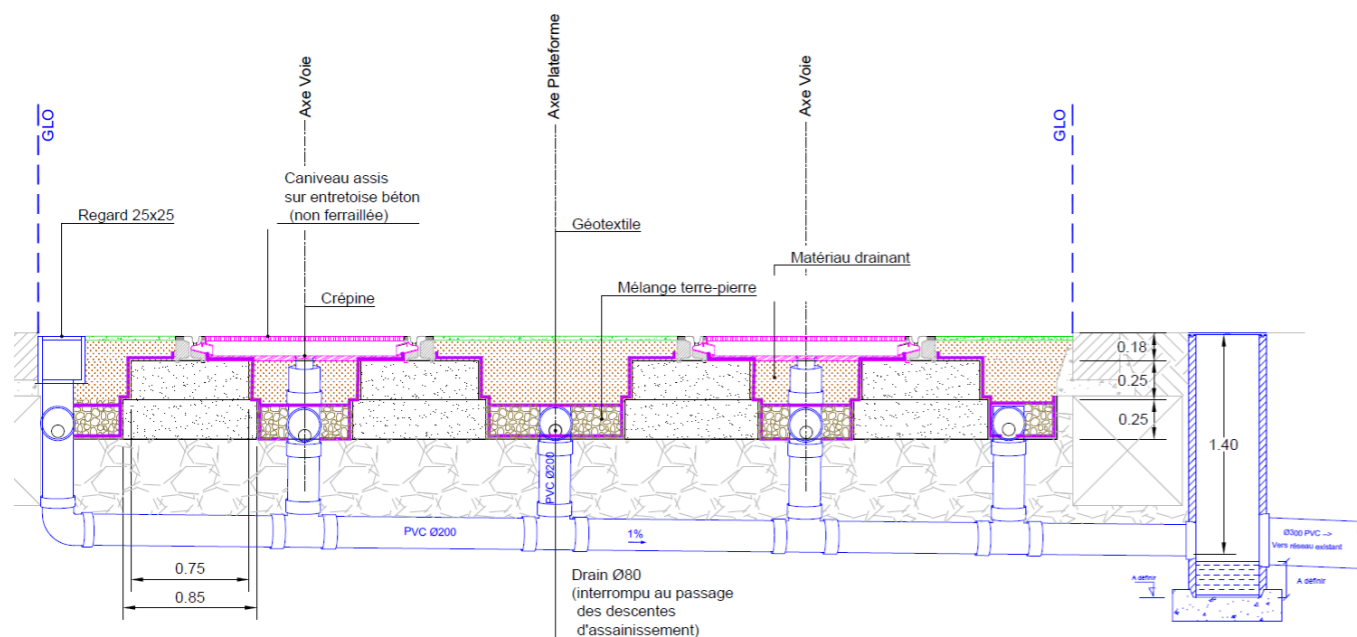 GLO
Axe Voie
Axe Plateforme
Axe Voie
GLO
Caniveau assis
sur entretoise béton
(non ferraillée)
Regard 25x25
Géotextile
Matériau drainant
Mélange terre-pierre
Crépine
0.18
0.25
0.25
1.40
PVC Ø200
PVC Ø200
1%
Ø300 PVC -->
Vers réseau existant
A définir
A définir
0.75
0.85
Drain Ø80
(interrompu au passage
des descentes
d'assainissement)